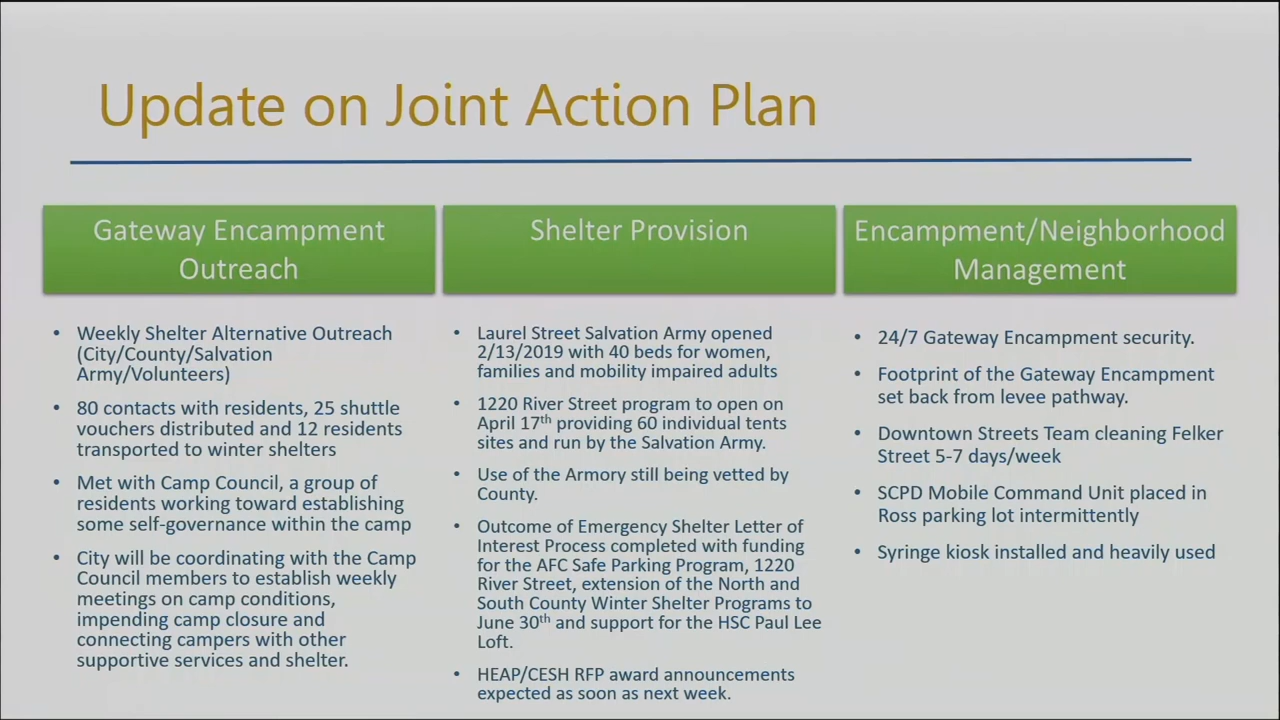 Update on Joint Action Plan
Gateway Encampment
Outreach
• Weekly Shelter Alternative Outreach
(City/County/Salvation
Army/Volunteers)
• 80 contacts with residents, 25 shuttle
vouchers distributed and 12 residents
transported to winter shelters
• Met with Camp Council, a group of
residents working toward establishing
some self-governance within the camp
• City will be coordinating with the Camp
Council members to establish weekly
meetings on camp conditions,
impending camp closure and
connecting campers with other
supportive services and shelter.
Shelter Provision
• Laurel Street Salvation Army opened
2/13/2019 with 40 beds for women,
families and mobility impaired adults
• 1220 River Street program to open on
April 17th providing 60 individual tents
sites and run by the Salvation Army.
• Use of the Armory still being vetted by
County.
• Outcome of Emergency Shelter Letter of
Interest Process completed with funding
for the AFC Safe Parking Program, 1220
River Street, extension of the North and
South County Winter Shelter Programs to
June 30th and support for the HSC Paul Lee
Loft.
• HEAP/CESH RFP award announcements
expected as soon as next week.
Encampment/Neighborhood
Management
• 24/7 Gateway Encampment security.
• Footprint of the Gateway Encampment
set back from levee pathway.
• Downtown Streets Team cleaning Felker
Street 5-7 days/week
• SCPD Mobile Command Unit placed in
Ross parking lot intermittently
• Syringe kiosk installed and heavily used